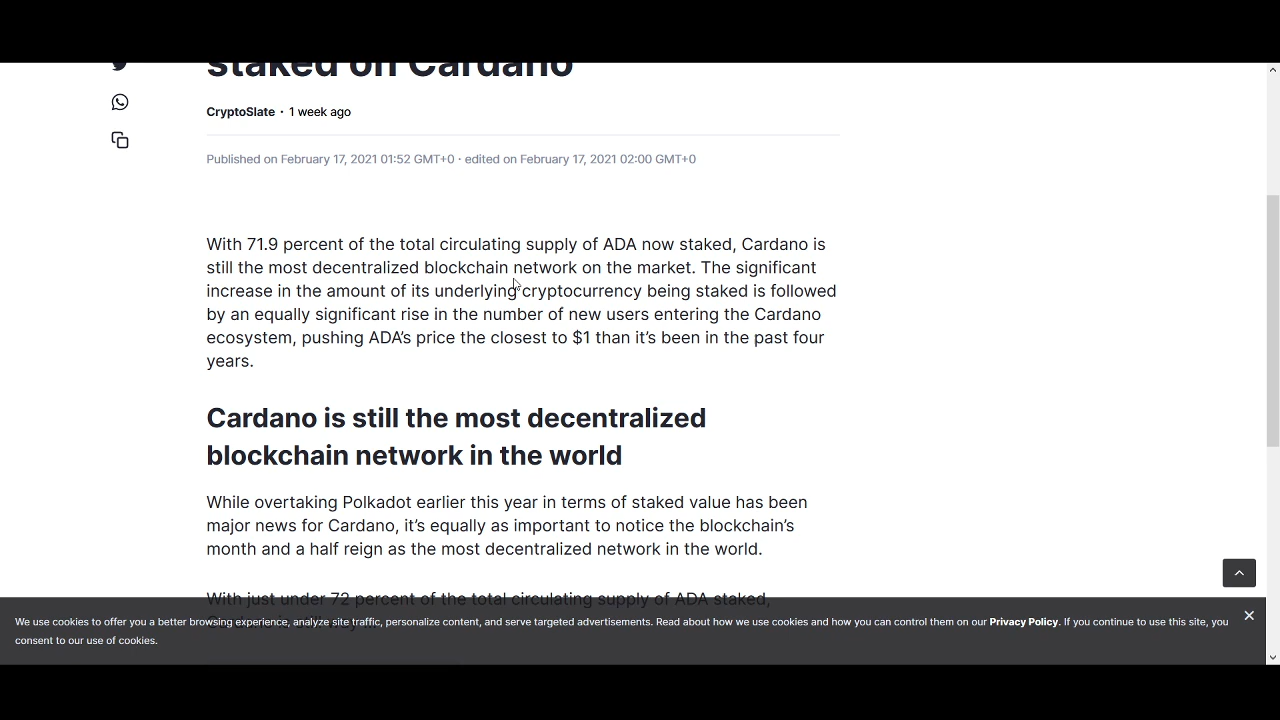 staked on Cardano
CryptoSlate · 1 week ago
Published on February 17, 2021 01:52 GMT+0 · edited on February 17, 2021 02:00 GMT+0
With 71.9 percent of the total circulating supply of ADA now staked, Cardano is
still the most decentralized blockchain network on the market. The significant
increase in the amount of its underlying cryptocurrency being staked is followed
by an equally significant rise in the number of new users entering the Cardano
ecosystem, pushing ADA's price the closest to $1 than it's been in the past four
years.
Cardano is still the most decentralized
blockchain network in the world
While overtaking Polkadot earlier this year in terms of staked value has been
major news for Cardano, it's equally as important to notice the blockchain's
month and a half reign as the most decentralized network in the world.
With just under 72 percent of the total circulating supply of ADA staked,
We use cookies to offer you a better browsing experience, analyze site traffic, personalize content, and serve targeted advertisements. Read about how we use cookies and how you can control them on our Privacy Policy. If you continue to use this site, you
consent to our use of cookies.